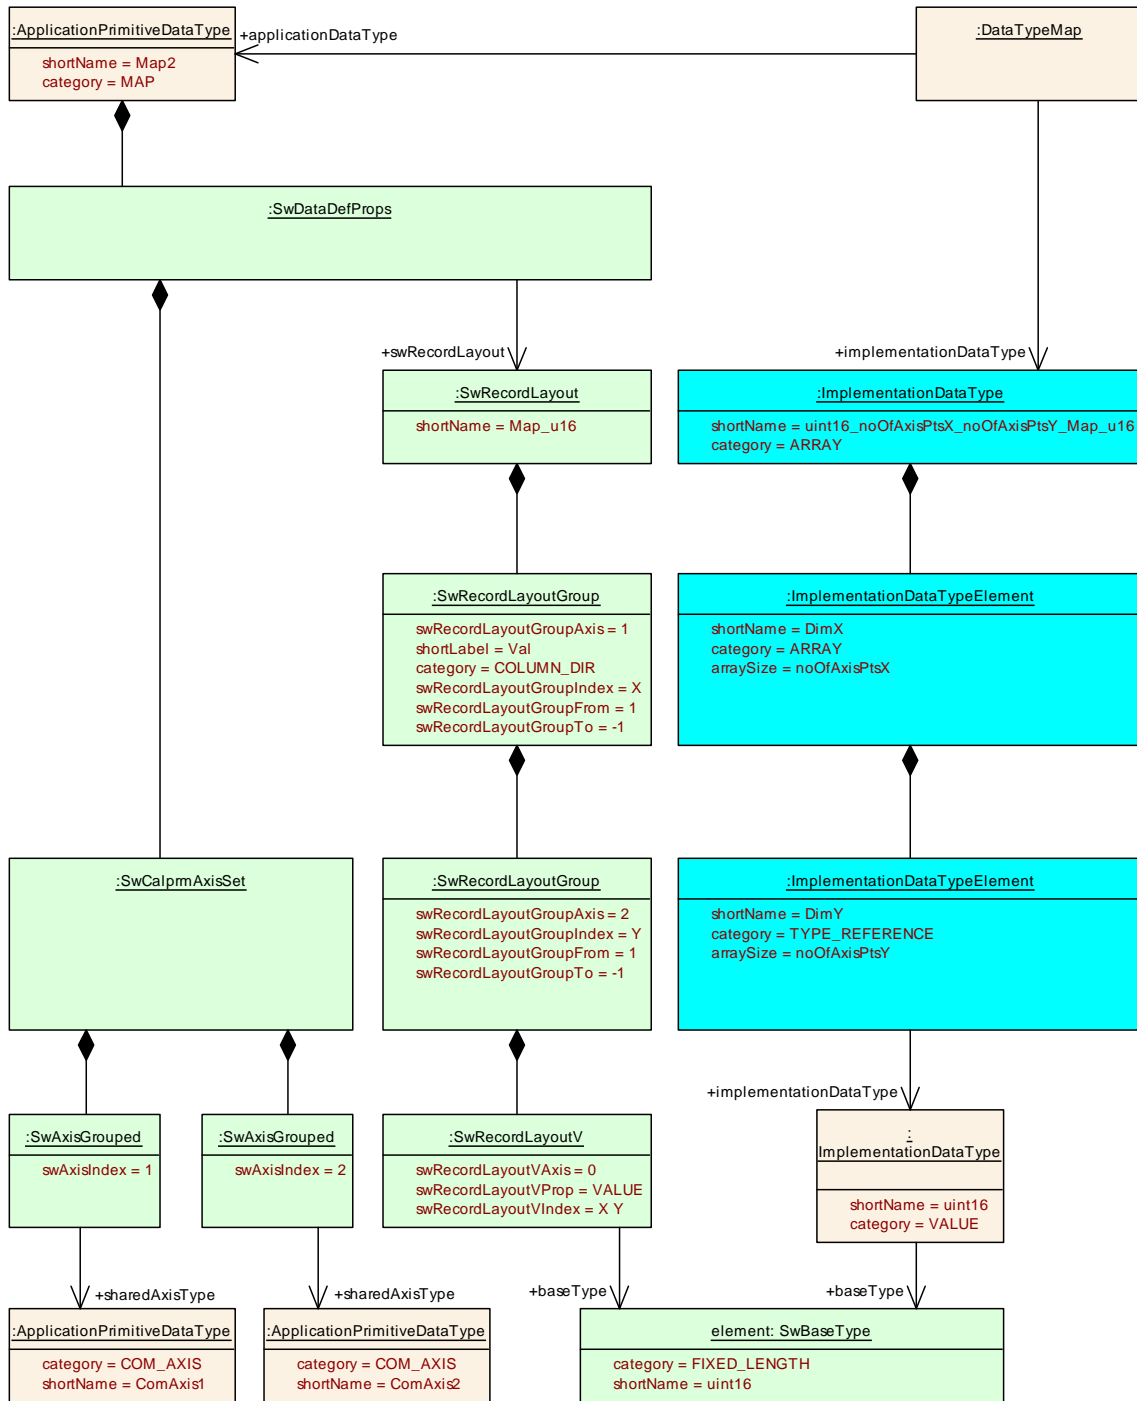 :ApplicationPrimitiveDataType
shortName = Map2
category = MAP
+applicationDataType
:DataTypeMap
:SwDataDefProps
+swRecordLayout
+implementationDataType
:SwRecordLayout
shortName = Map_u16
:ImplementationDataType
shortName = uint16_noOfAxisPtsX_noOfAxisPtsY_Map_u16
category = ARRAY
:SwRecordLayoutGroup
swRecordLayoutGroupAxis = 1
shortLabel = Val
category = COLUMN_DIR
swRecordLayoutGroupIndex = X
swRecordLayoutGroupFrom = 1
swRecordLayoutGroupTo = -1
:ImplementationDataTypeElement
shortName = DimX
category = ARRAY
arraySize = noOfAxisPtsX
:SwCalprmAxisSet
:SwRecordLayoutGroup
swRecordLayoutGroupAxis = 2
swRecordLayoutGroupIndex = Y
swRecordLayoutGroupFrom = 1
swRecordLayoutGroupTo = -1
:ImplementationDataTypeElement
shortName = DimY
category = TYPE_REFERENCE
arraySize = noOfAxisPtsY
+implementationDataType
:SwAxisGrouped
swAxisIndex = 1
:SwAxisGrouped
swAxisIndex = 2
:SwRecordLayoutV
swRecordLayoutVAxis = 0
swRecordLayoutVProp = VALUE
swRecordLayoutVIndex = X Y
:
ImplementationDataType
shortName = uint16
category = VALUE
+sharedAxisType
+sharedAxisType
+baseType
+baseType
:ApplicationPrimitiveDataType
category = COM_AXIS
shortName = ComAxis1
:ApplicationPrimitiveDataType
category = COM_AXIS
shortName = ComAxis2
element: SwBaseType
category = FIXED_LENGTH
shortName = uint16